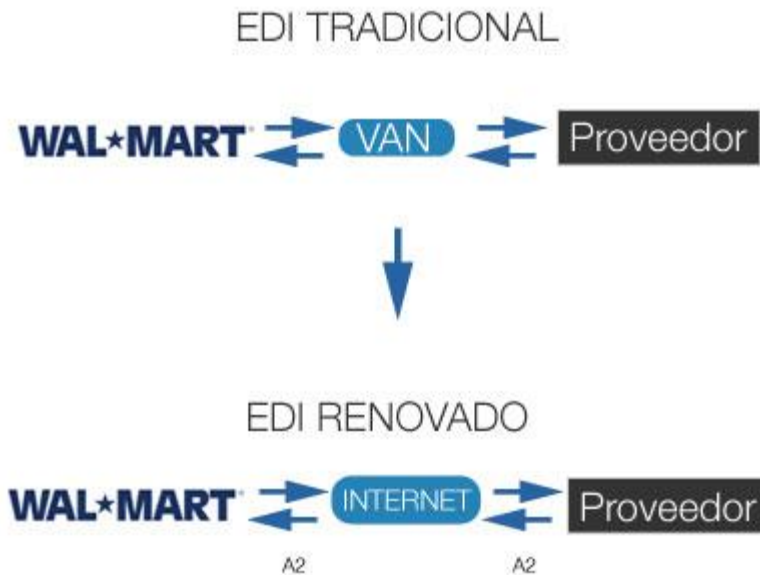 EDI TRADICIONAL
WAL★MART VAN Proveedor
EDI RENOVADO
WAL★MART INTERNET Proveedor
A2 A2